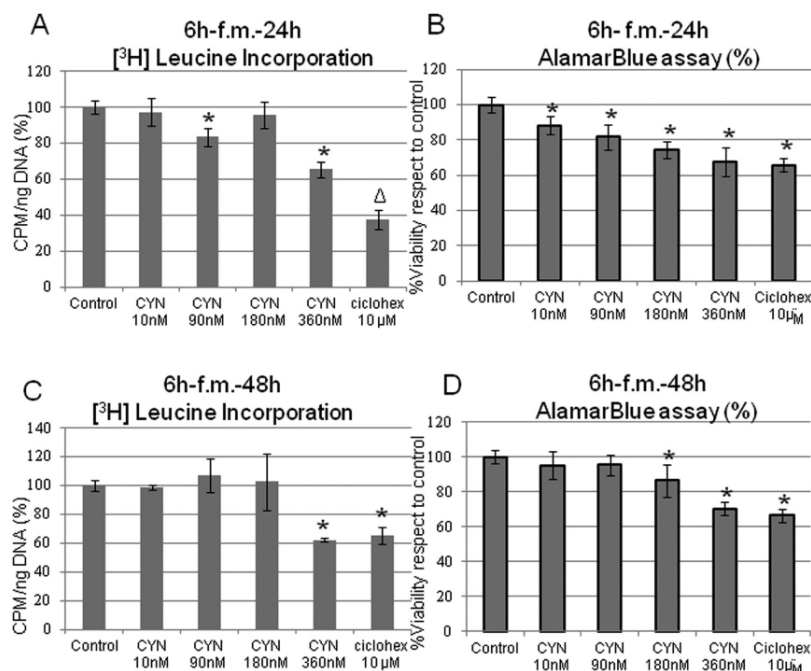 A
6h-f.m.-24h
[³H] Leucine Incorporation
CPM/ng DNA (%)
120
100
80
60
40
20
0
*
*
Δ
Control CYN 10nM CYN 90nM CYN 180nM CYN 360nM ciclohex 10 µM
B
6h- f.m.-24h
AlamarBlue assay (%)
%Viability respect to control
120
100
80
60
40
20
0
* * * * *
Control CYN 10nM CYN 90nM CYN 180nM CYN 360nM Ciclohex 10µM
C
6h-f.m.-48h
[³H] Leucine Incorporation
CPM/ng DNA (%)
140
120
100
80
60
40
20
0
* *
Control CYN 10nM CYN 90nM CYN 180nM CYN 360nM ciclohex 10 µM
D
6h-f.m.-48h
AlamarBlue assay (%)
%Viability respect to control
120
100
80
60
40
20
0
* * *
Control CYN 10nM CYN 90nM CYN 180nM CYN 360nM Ciclohex 10µM